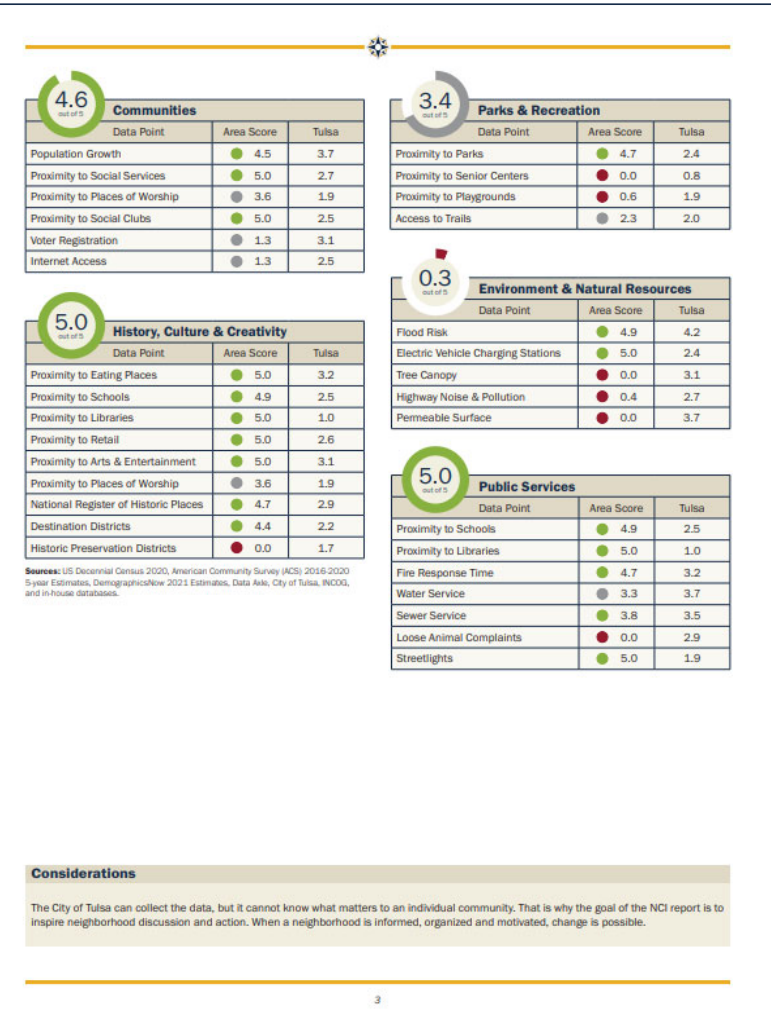 4.6
out of 5
Communities
Data Point Area Score Tulsa
Population Growth 4.5 3.7
Proximity to Social Services 5.0 2.7
Proximity to Places of Worship 3.6 1.9
Proximity to Social Clubs 5.0 2.5
Voter Registration 1.3 3.1
Internet Access 1.3 2.5
5.0
out of 5
History, Culture & Creativity
Data Point Area Score Tulsa
Proximity to Eating Places 5.0 3.2
Proximity to Schools 4.9 2.5
Proximity to Libraries 5.0 1.0
Proximity to Retail 5.0 2.6
Proximity to Arts & Entertainment 5.0 3.1
Proximity to Places of Worship 3.6 1.9
National Register of Historic Places 4.7 2.9
Destination Districts 4.4 2.2
Historic Preservation Districts 0.0 1.7
Sources: US Decennial Census 2020, American Community Survey (ACS) 2016-2020
5-year Estimates, DemographicsNow 2021 Estimates, Data Axle, City of Tulsa, INCOG,
and in-house databases.
3.4
out of 5
Parks & Recreation
Data Point Area Score Tulsa
Proximity to Parks 4.7 2.4
Proximity to Senior Centers 0.0 0.8
Proximity to Playgrounds 0.6 1.9
Access to Trails 2.3 2.0
0.3
out of 5
Environment & Natural Resources
Data Point Area Score Tulsa
Flood Risk 4.9 4.2
Electric Vehicle Charging Stations 5.0 2.4
Tree Canopy 0.0 3.1
Highway Noise & Pollution 0.4 2.7
Permeable Surface 0.0 3.7
5.0
out of 5
Public Services
Data Point Area Score Tulsa
Proximity to Schools 4.9 2.5
Proximity to Libraries 5.0 1.0
Fire Response Time 4.7 3.2
Water Service 3.3 3.7
Sewer Service 3.8 3.5
Loose Animal Complaints 0.0 2.9
Streetlights 5.0 1.9
Considerations
The City of Tulsa can collect the data, but it cannot know what matters to an individual community. That is why the goal of the NCI report is to
inspire neighborhood discussion and action. When a neighborhood is informed, organized and motivated, change is possible.
3